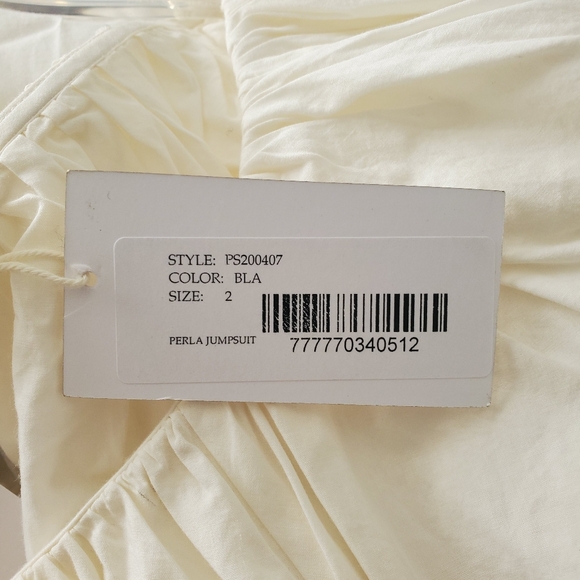 STYLE: PS200407
COLOR: BLA
SIZE: 2
PERLA JUMPSUIT 777770340512